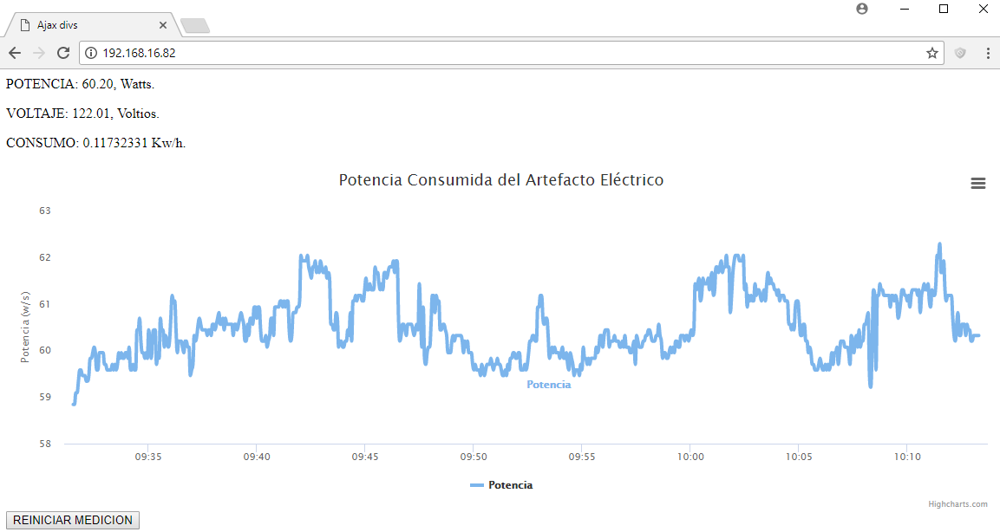 Ajax divs
192.168.16.82
POTENCIA: 60.20, Watts.
VOLTAJE: 122.01, Voltios.
CONSUMO: 0.11732331 Kw/h.
Potencia Consumida del Artefacto Eléctrico
Potencia (w/s)
63
62
61
60
59
58
Potencia
09:35 09:40 09:45 09:50 09:55 10:00 10:05 10:10
Potencia
Highcharts.com
REINICIAR MEDICION